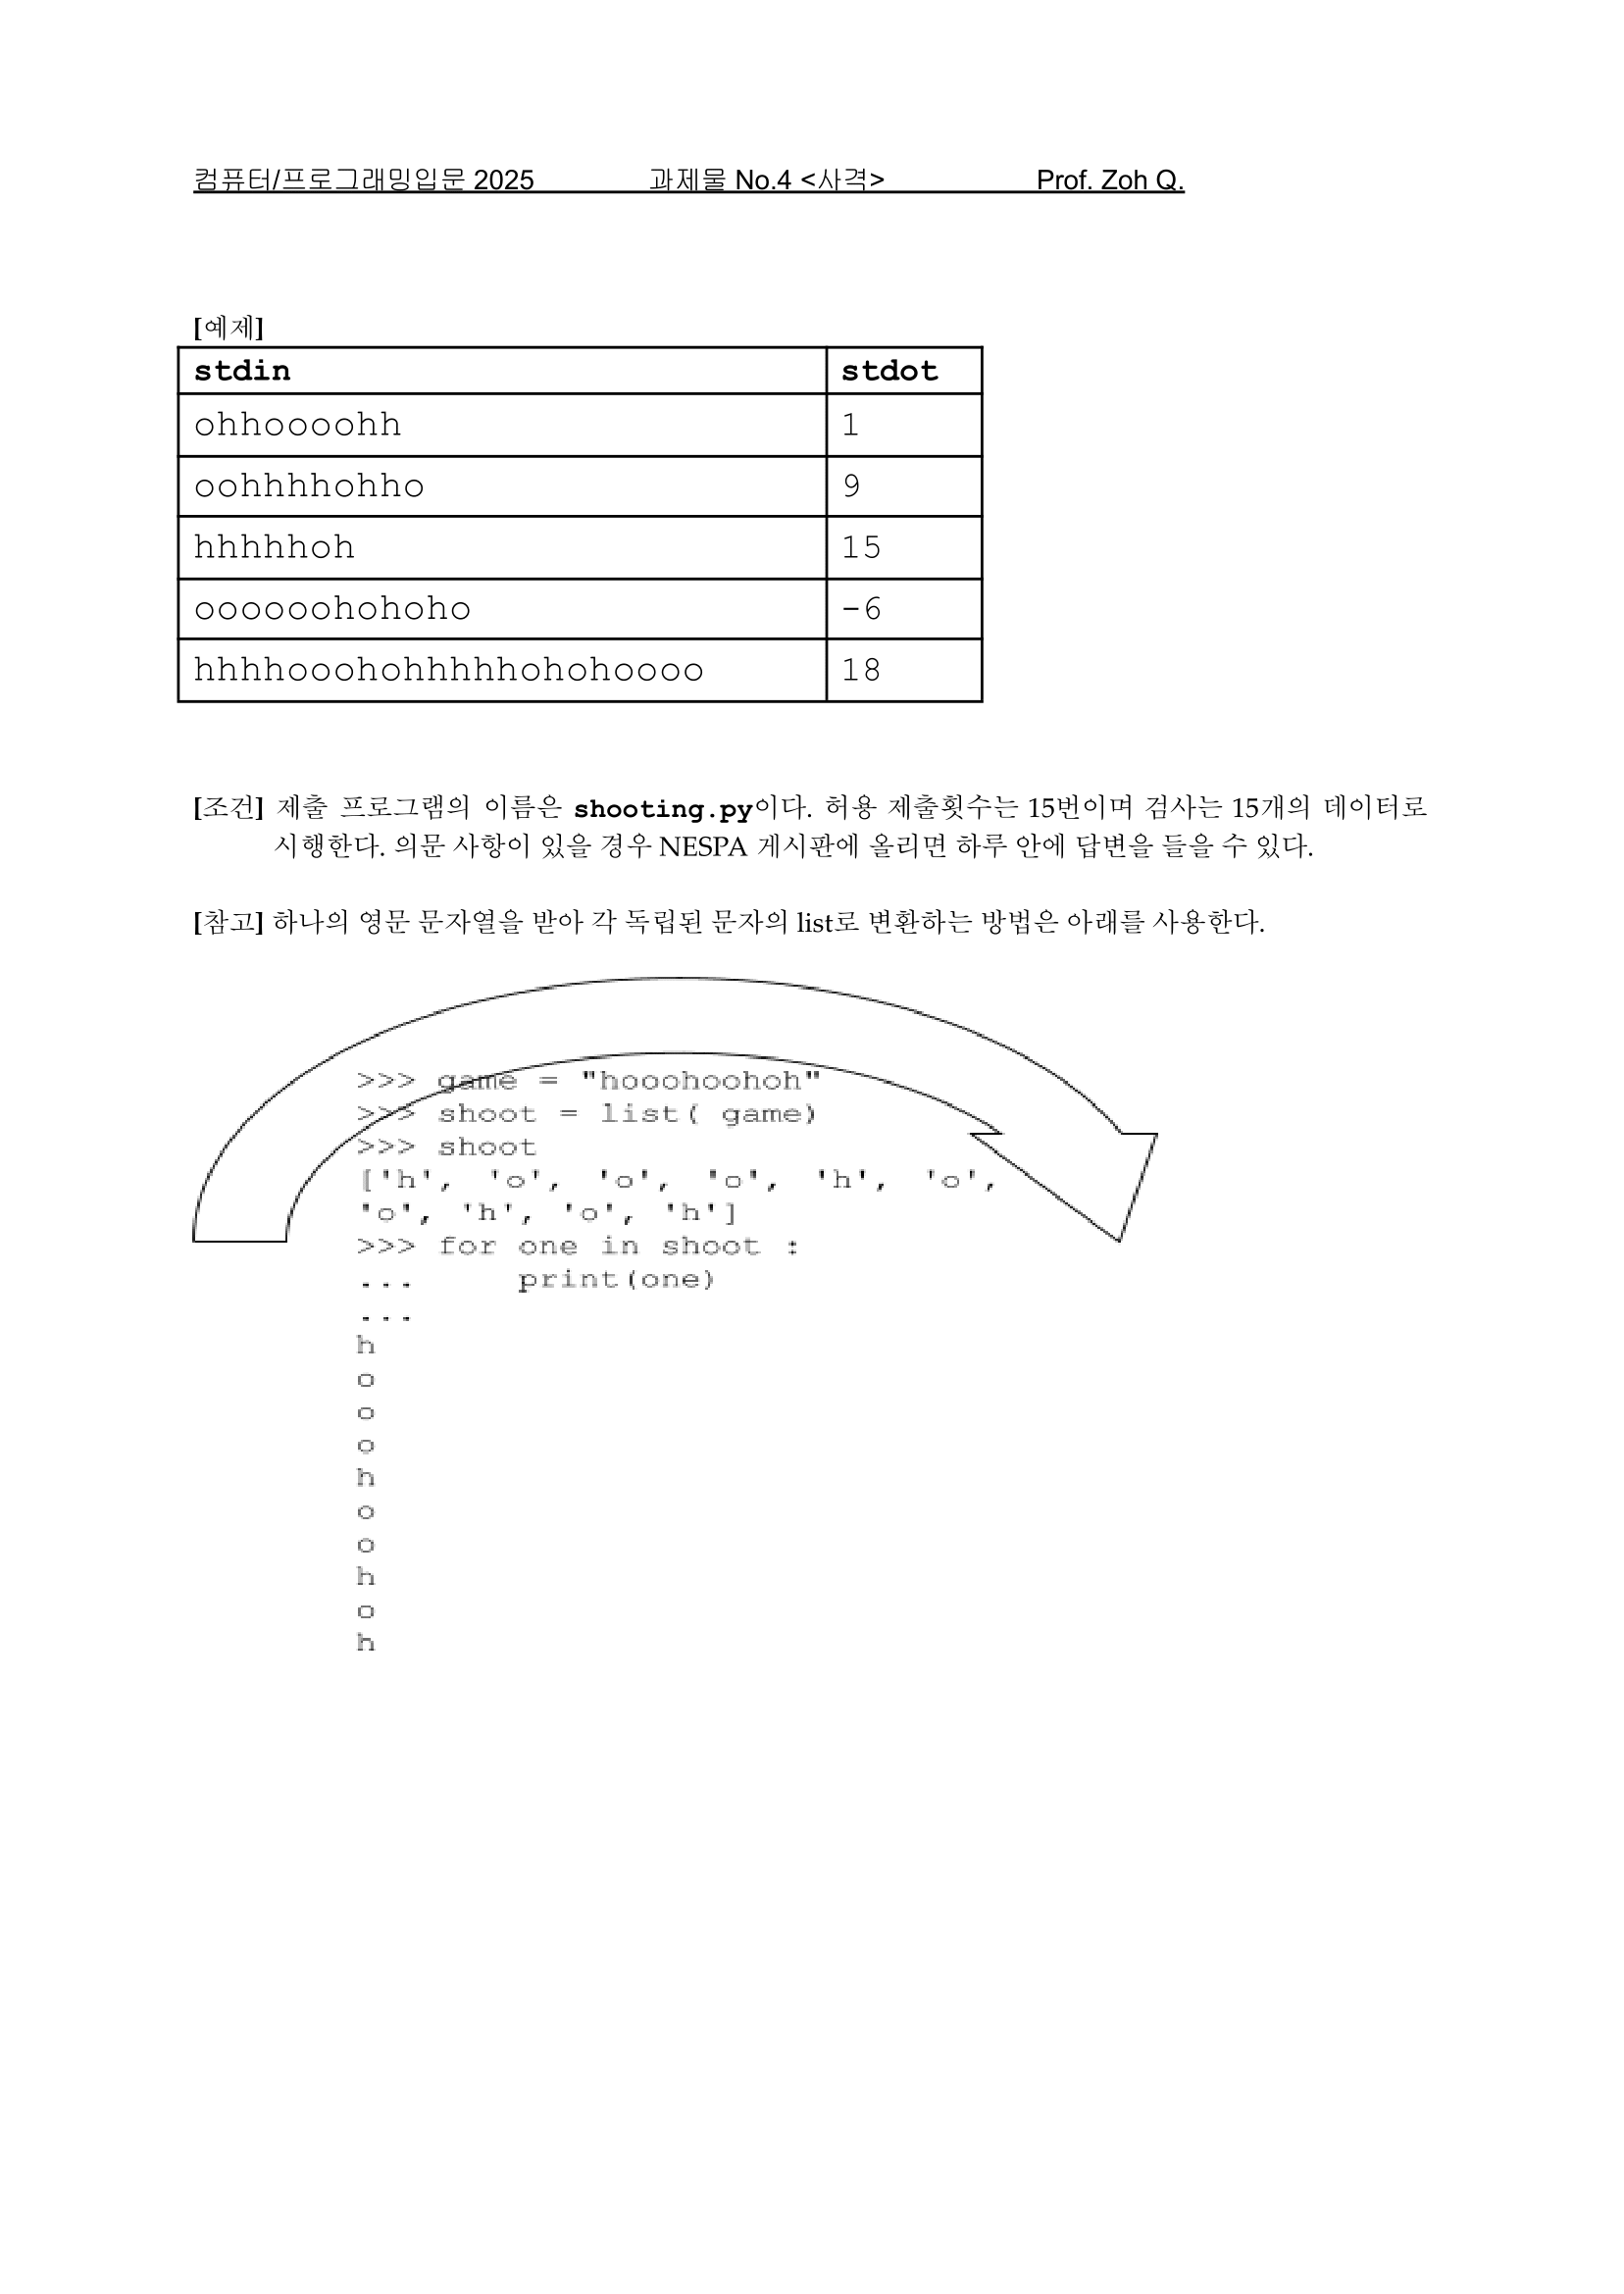 컴퓨터/프로그래밍입문 2025 과제물 No.4 <사격> Prof. Zoh Q.
[예제]
stdin stdot
ohhoooohh 1
oohhhhohho 9
hhhhhoh 15
oooooohohoho -6
hhhhooohohhhhhohohoooo 18
[조건] 제출 프로그램의 이름은 shooting.py이다. 허용 제출횟수는 15번이며 검사는 15개의 데이터로
시행한다. 의문 사항이 있을 경우 NESPA 게시판에 올리면 하루 안에 답변을 들을 수 있다.
[참고] 하나의 영문 문자열을 받아 각 독립된 문자의 list로 변환하는 방법은 아래를 사용한다.
>>> game = "hooohoohoh"
>>> shoot = list( game)
>>> shoot
['h', 'o', 'o', 'o', 'h', 'o',
'o', 'h', 'o', 'h']
>>> for one in shoot :
... print(one)
...
h
o
o
o
h
o
o
h
o
h